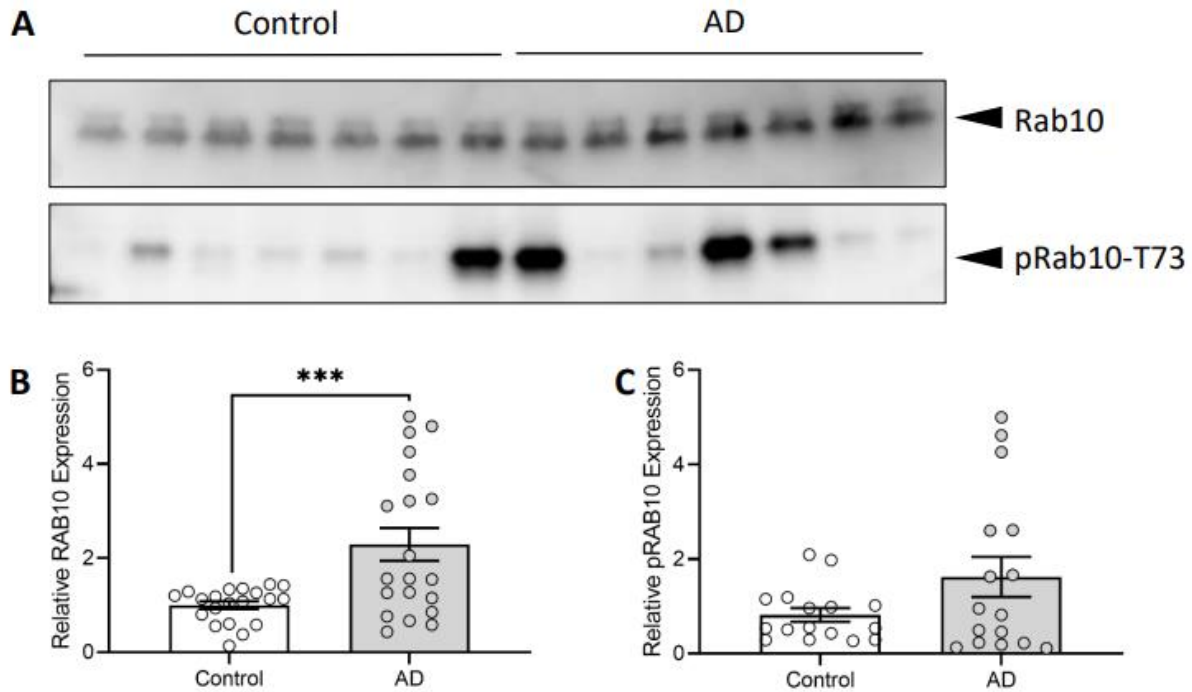 A
Control
AD
Rab10
pRab10-T73
B
Relative RAB10 Expression
6
4
2
0
***
Control
AD
C
Relative pRAB10 Expression
6
4
2
0
Control
AD